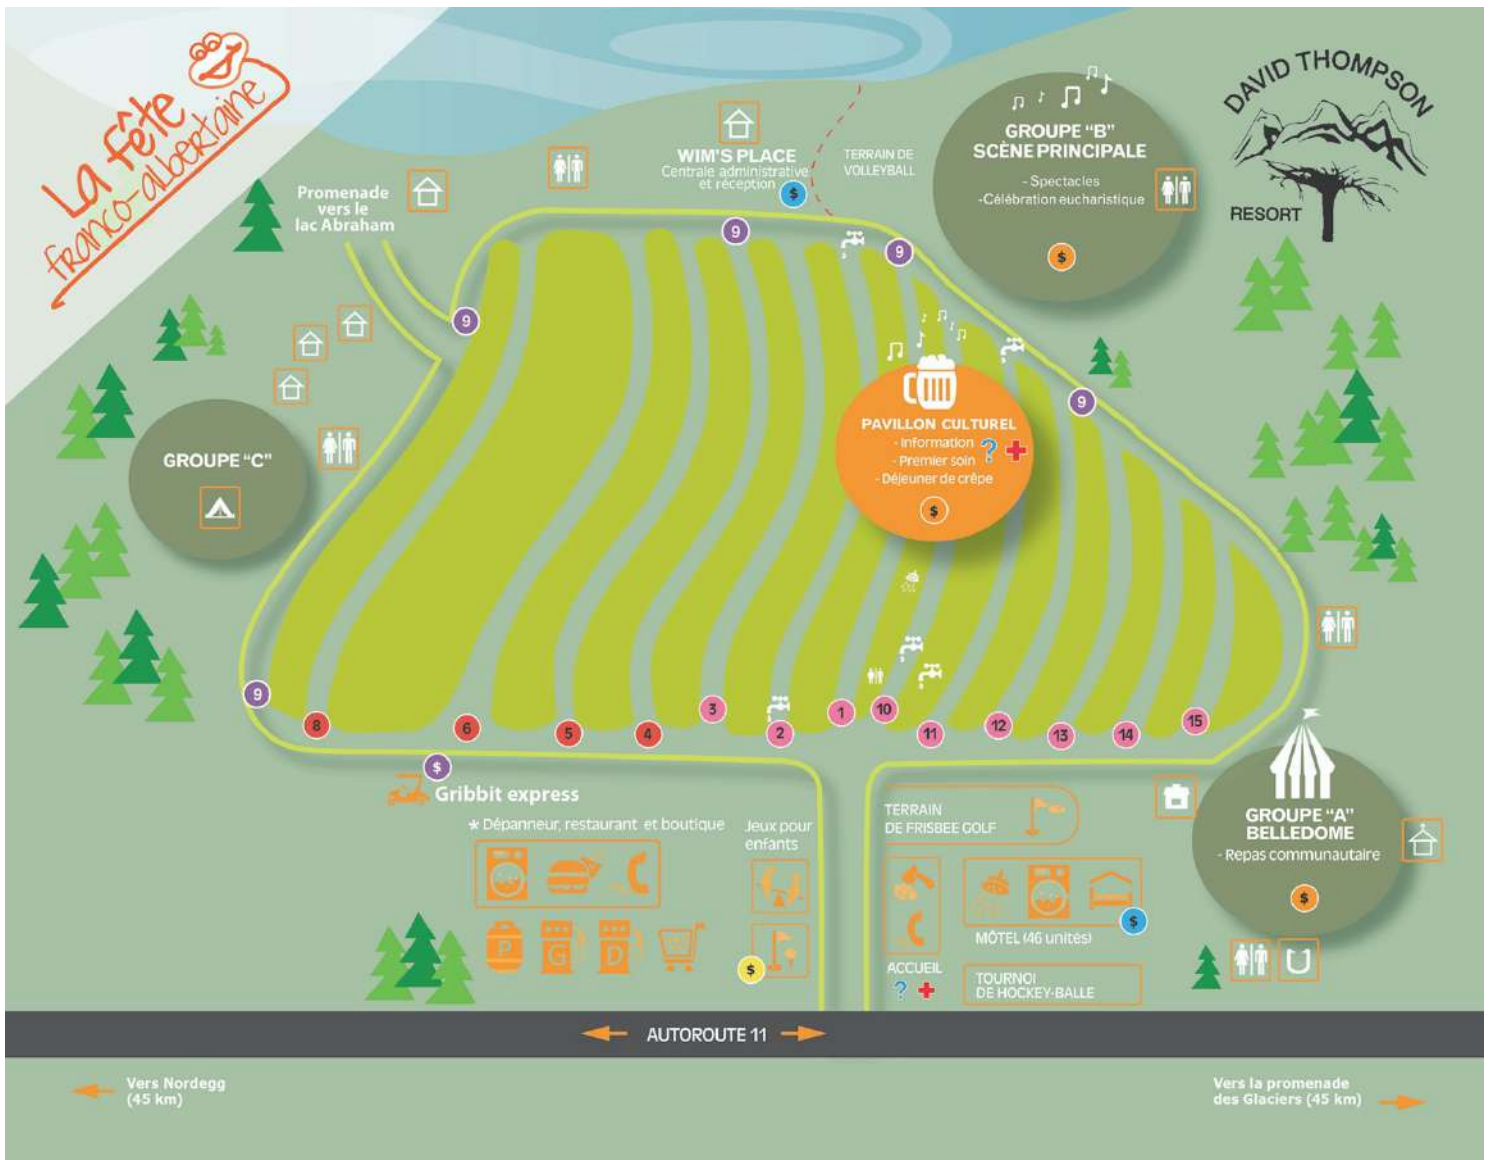 La fête
franco-albertaine
DAVID THOMPSON
RESORT
GROUPE "B"
SCÈNE PRINCIPALE
- Spectacles
-Célébration eucharistique
$
WIM'S PLACE
Centrale administrative
et réception
$
TERRAIN DE
VOLLEYBALL
Promenade
vers le
lac Abraham
9
9
9
9
PAVILLON CULTUREL
- Information
?
- Premier soin
- Déjeuner de crêpe
$
GROUPE "C"
9
8
6
5
4
3
2
1
10
11
12
13
14
15
$
Gribbit express
* Dépanneur, restaurant et boutique
P
G
D
Jeux pour
enfants
$
TERRAIN
DE FRISBEE GOLF
MÔTEL (46 unités)
$
ACCUEIL
?
TOURNOI
DE HOCKEY-BALLE
GROUPE "A"
BELLEDOME
- Repas communautaire
$
AUTOROUTE 11
Vers Nordegg
(45 km)
Vers la promenade
des Glaciers (45 km)